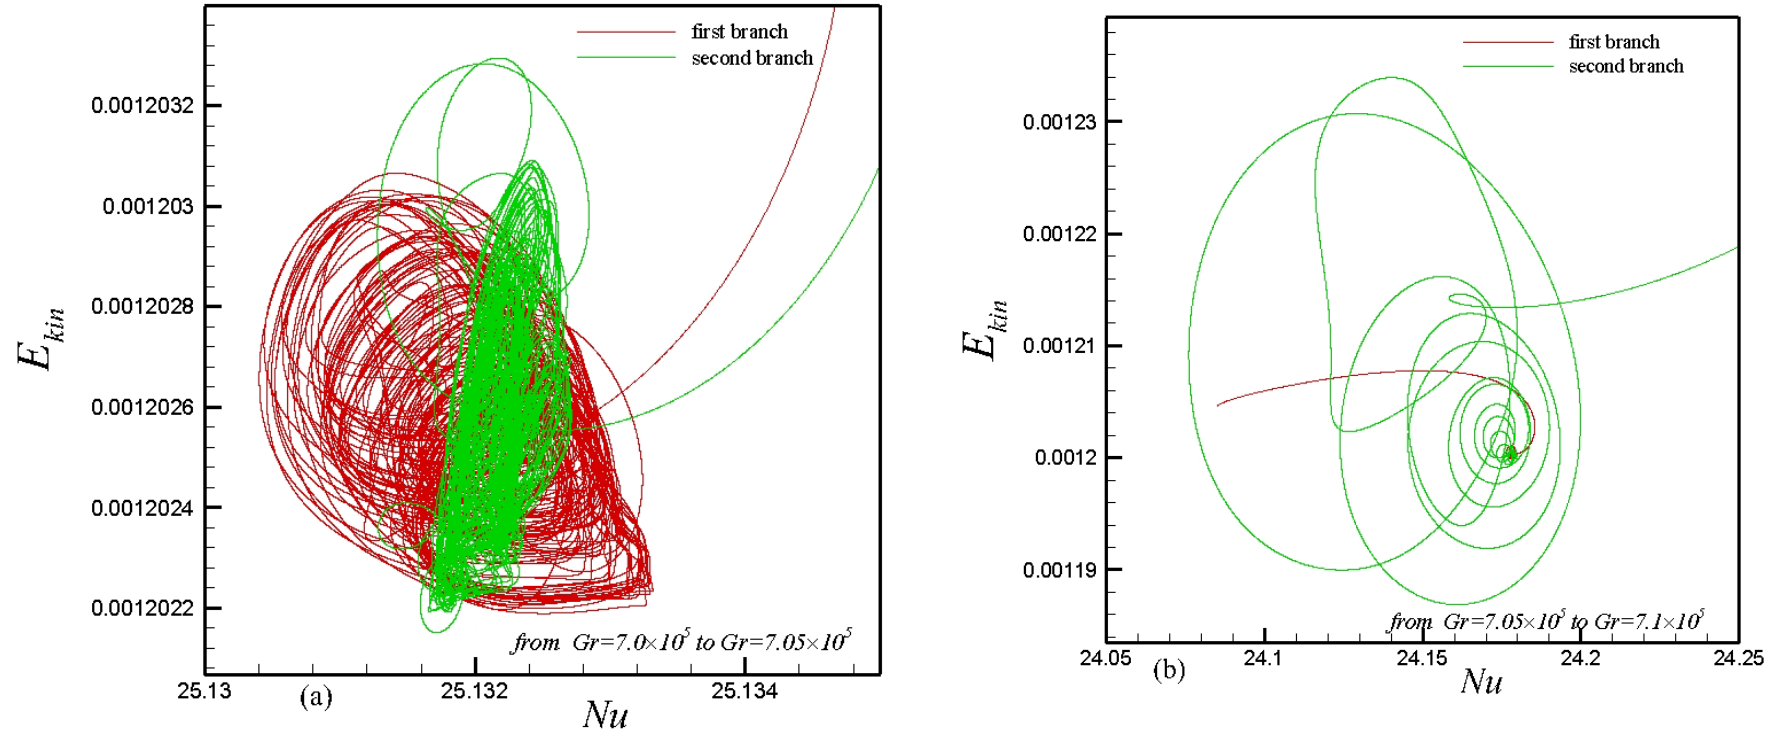 first branch
second branch
0.0012032
0.001203
0.0012028
0.0012026
0.0012024
0.0012022
E_kin
from Gr=7.0×10^5 to Gr=7.05×10^5
25.13
25.132
25.134
(a)
Nu
first branch
second branch
0.00123
0.00122
0.00121
0.0012
0.00119
E_kin
from Gr=7.05×10^5 to Gr=7.1×10^5
24.05
24.1
24.15
24.2
24.25
(b)
Nu